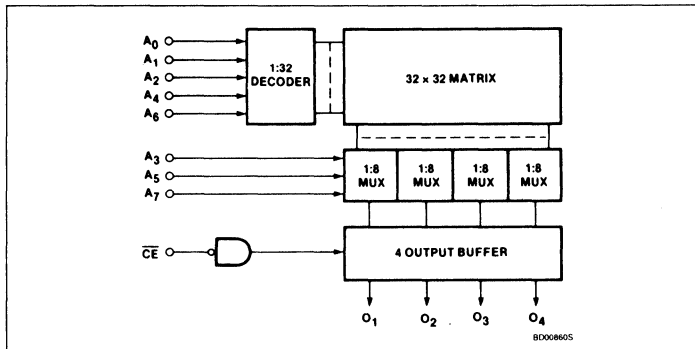 A0
A1
A2
A4
A6
1:32
DECODER
32 × 32 MATRIX
A3
A5
A7
1:8
MUX
1:8
MUX
1:8
MUX
1:8
MUX
CE
4 OUTPUT BUFFER
O1
O2
O3
O4
BD00860S